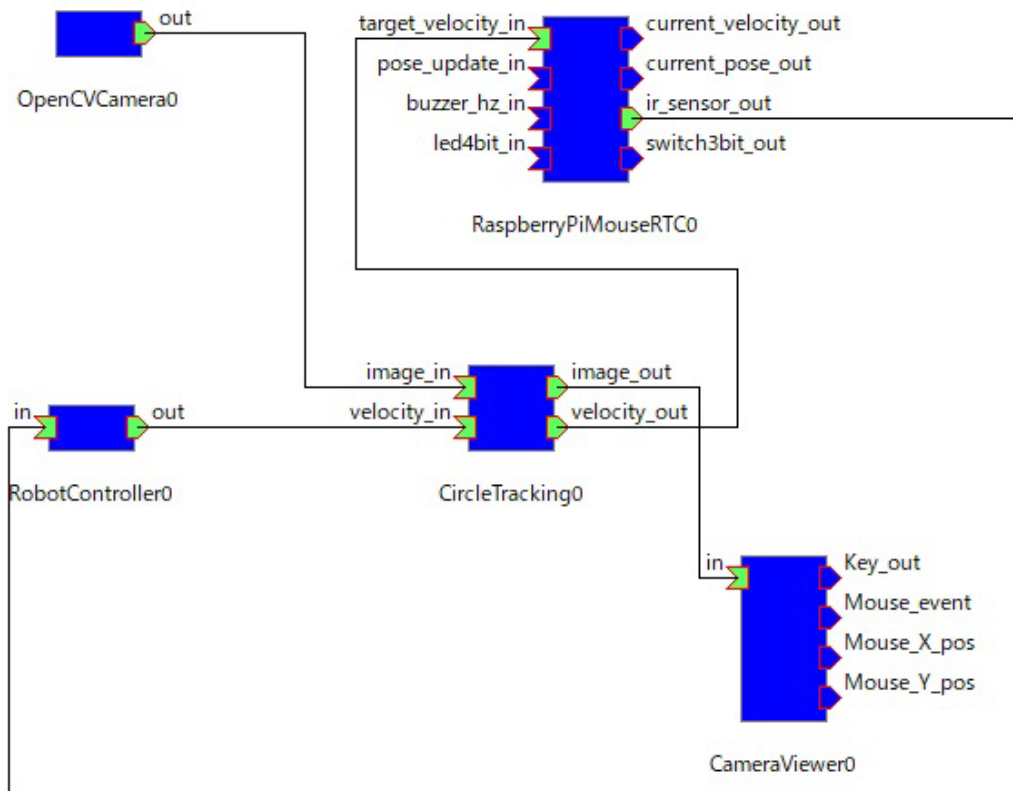 out
OpenCVCamera0
target_velocity_in
pose_update_in
buzzer_hz_in
led4bit_in
current_velocity_out
current_pose_out
ir_sensor_out
switch3bit_out
RaspberryPiMouseRTC0
in
out
RobotController0
image_in
velocity_in
image_out
velocity_out
CircleTracking0
in
Key_out
Mouse_event
Mouse_X_pos
Mouse_Y_pos
CameraViewer0